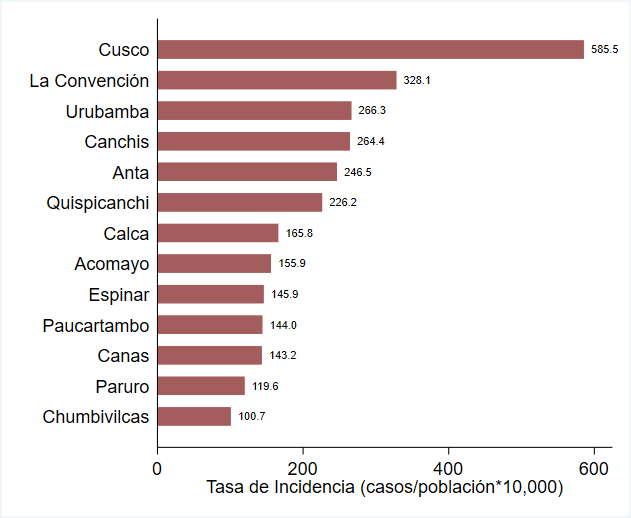 Cusco 585.5
La Convención 328.1
Urubamba 266.3
Canchis 264.4
Anta 246.5
Quispicanchi 226.2
Calca 165.8
Acomayo 155.9
Espinar 145.9
Paucartambo 144.0
Canas 143.2
Paruro 119.6
Chumbivilcas 100.7
0 200 400 600
Tasa de Incidencia (casos/población*10,000)